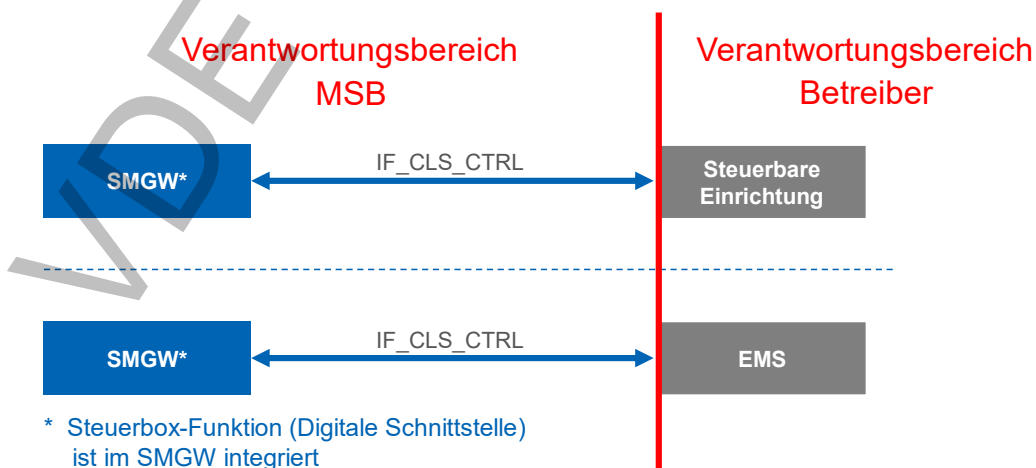 Verantwortungsbereich
MSB
Verantwortungsbereich
Betreiber
SMGW*
IF_CLS_CTRL
Steuerbare
Einrichtung
SMGW*
IF_CLS_CTRL
EMS
* Steuerbox-Funktion (Digitale Schnittstelle)
ist im SMGW integriert
VDE